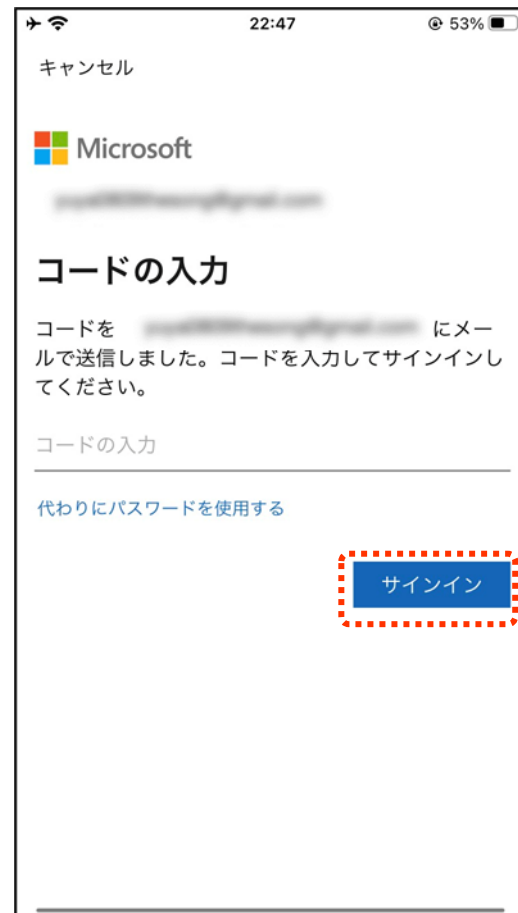 22:47
53%
キャンセル
Microsoft
コードの入力
コードを にメー
ルで送信しました。コードを入力してサインインし
てください。
コードの入力
代わりにパスワードを使用する
サインイン